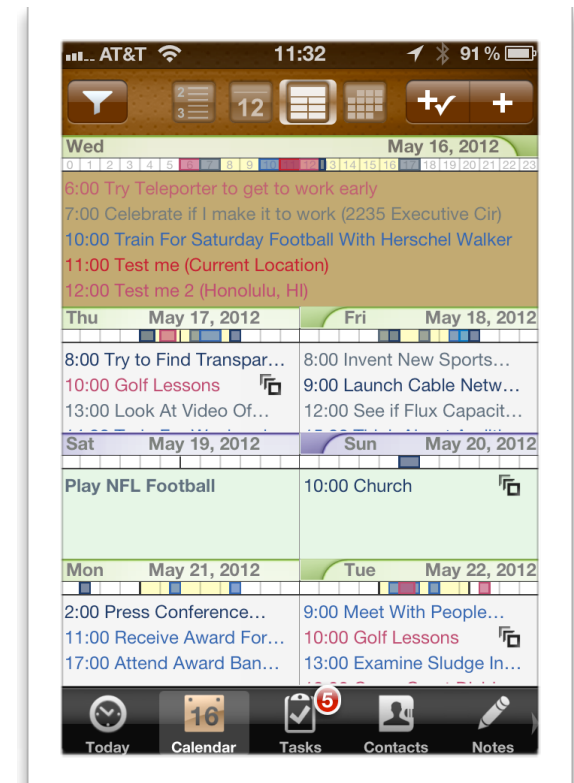 AT&T 11:32 91 %
2
3
12
Wed May 16, 2012
0 1 2 3 4 5 6 7 8 9 10 11 12 13 14 15 16 17 18 19 20 21 22 23
6:00 Try Teleporter to get to work early
7:00 Celebrate if I make it to work (2235 Executive Cir)
10:00 Train For Saturday Football With Herschel Walker
11:00 Test me (Current Location)
12:00 Test me 2 (Honolulu, HI)
Thu May 17, 2012
8:00 Try to Find Transpar...
10:00 Golf Lessons
13:00 Look At Video Of...
Fri May 18, 2012
8:00 Invent New Sports...
9:00 Launch Cable Netw...
12:00 See if Flux Capacit...
Sat May 19, 2012
Play NFL Football
Sun May 20, 2012
10:00 Church
Mon May 21, 2012
2:00 Press Conference...
11:00 Receive Award For...
17:00 Attend Award Ban...
Tue May 22, 2012
9:00 Meet With People...
10:00 Golf Lessons
13:00 Examine Sludge In...
16 5
Today Calendar Tasks Contacts Notes